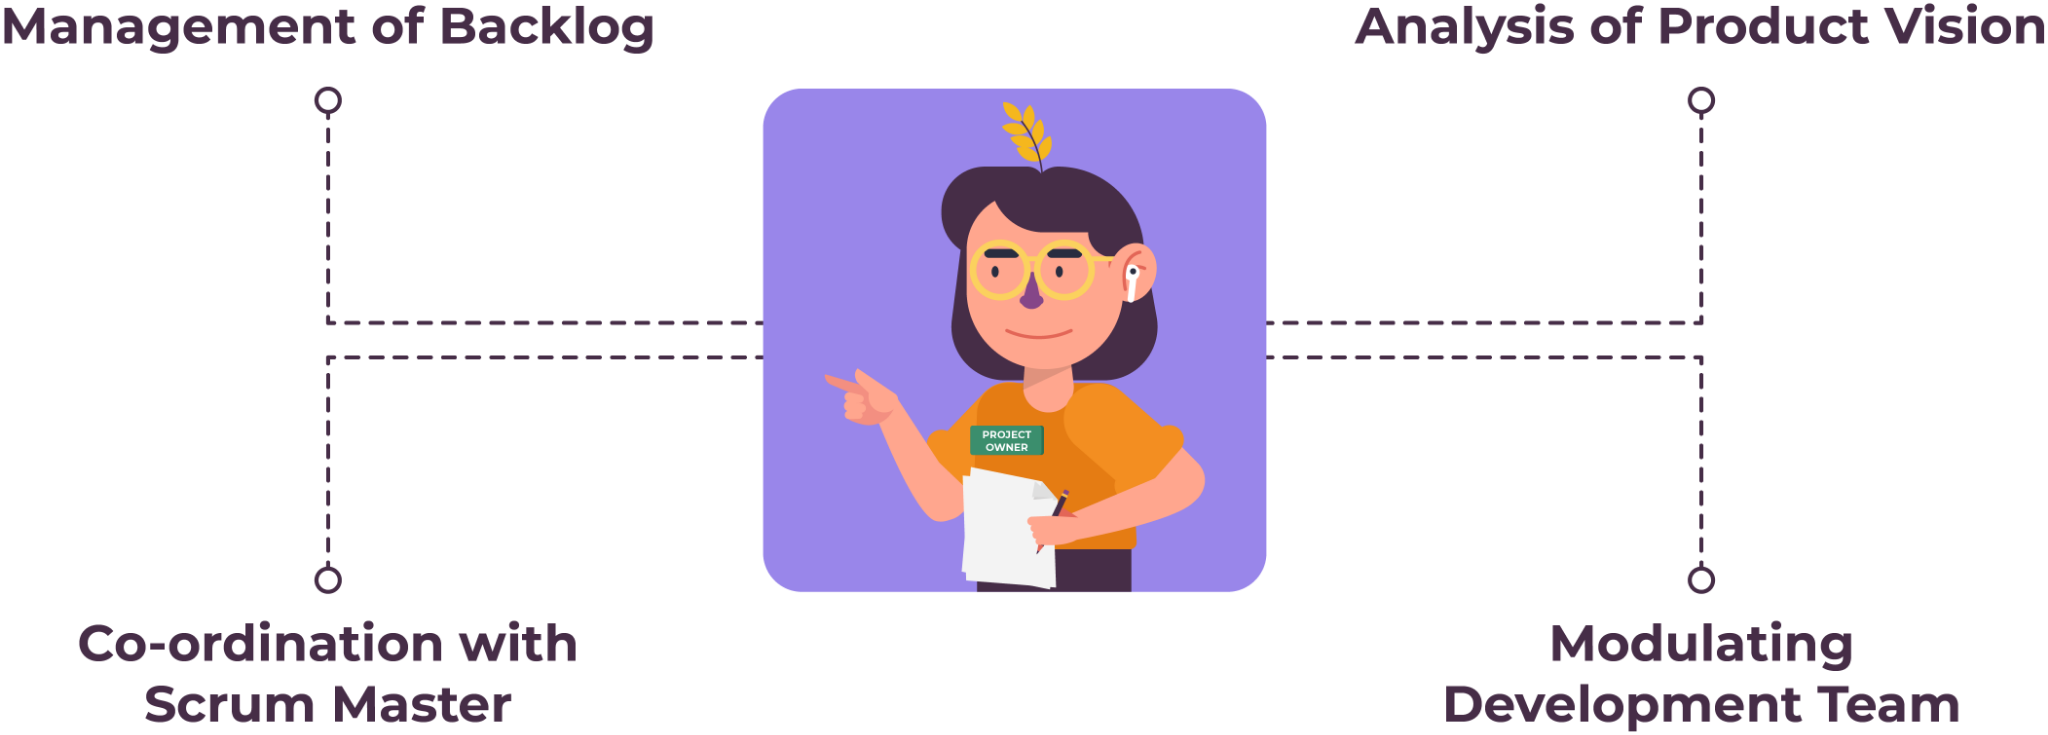 Management of Backlog
Analysis of Product Vision
PROJECT
OWNER
Co-ordination with
Scrum Master
Modulating
Development Team